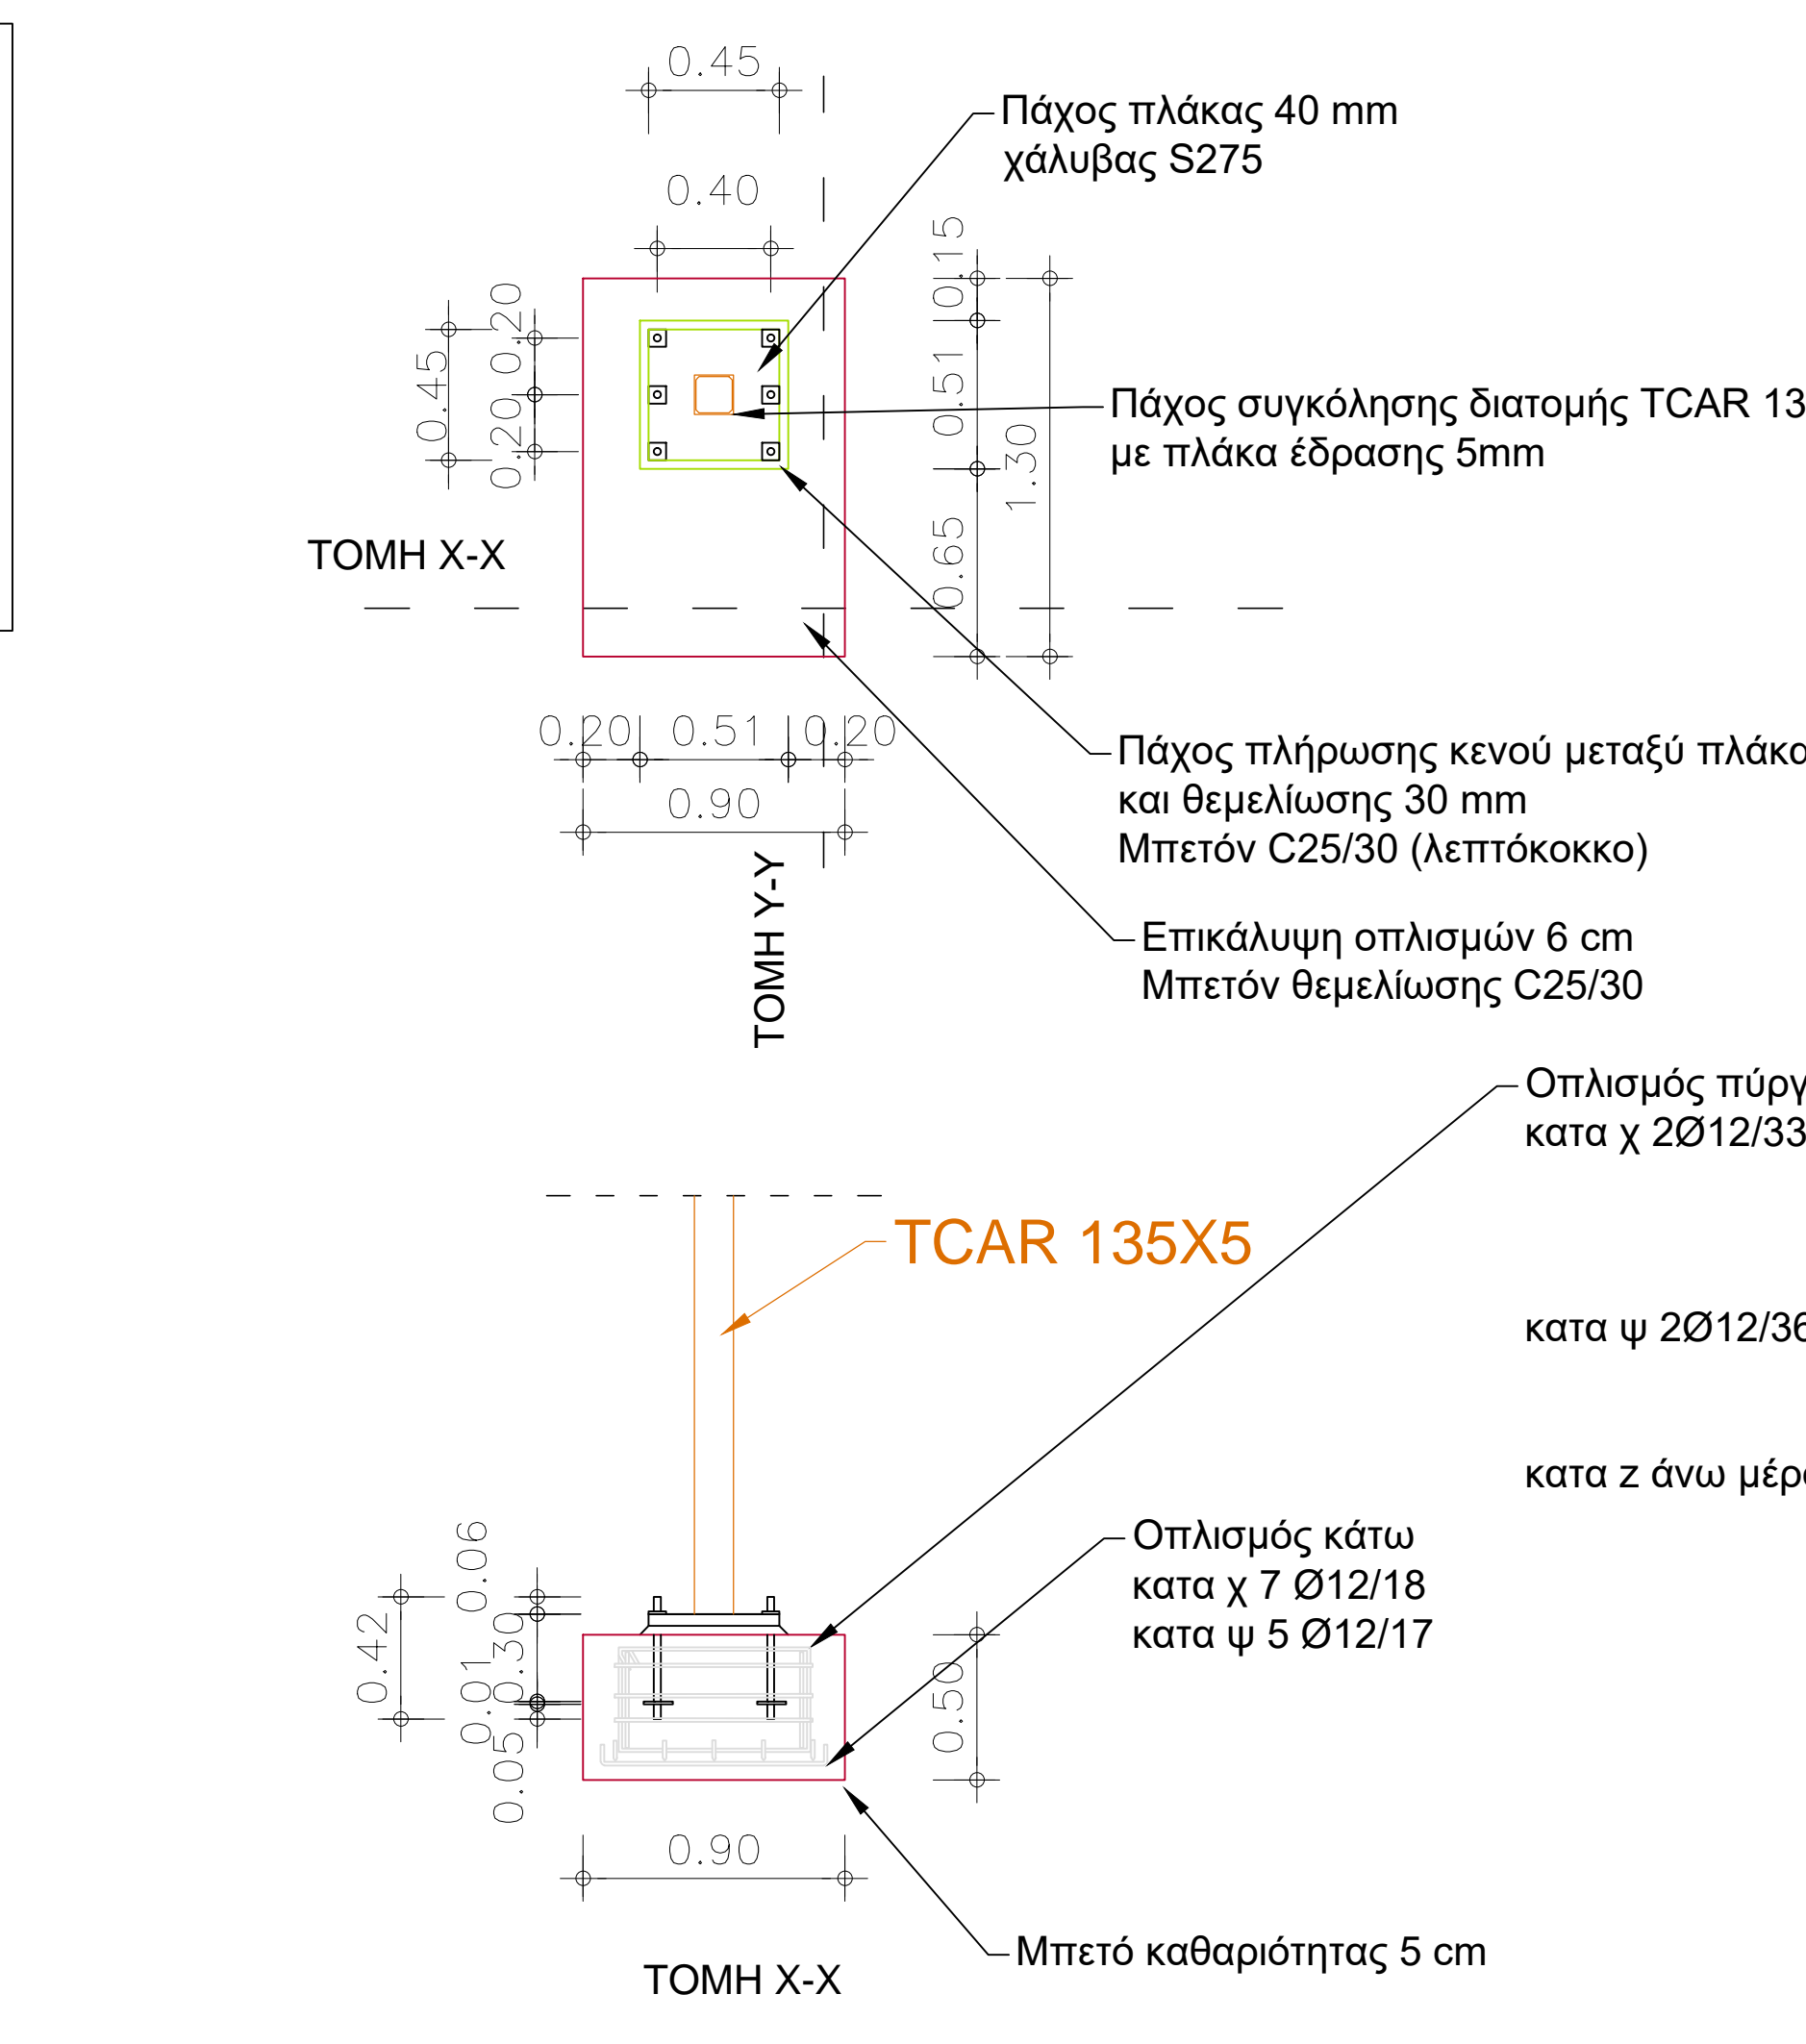 0.45
Πάχος πλάκας 40 mm
χάλυβας S275
0.40
0.15
0.20
0.45
0.20
0.51
1.30
Πάχος συγκόλησης διατομής TCAR 13
με πλάκα έδρασης 5mm
0.65
ΤΟΜΗ Χ-Χ
0.20
0.51
0.20
0.90
Πάχος πλήρωσης κενού μεταξύ πλάκα
και θεμελίωσης 30 mm
Μπετόν C25/30 (λεπτόκοκκο)
ΤΟΜΗ Υ-Υ
Επικάλυψη οπλισμών 6 cm
Μπετόν θεμελίωσης C25/30
Οπλισμός πύργ
κατα χ 2Ø12/33
TCAR 135X5
κατα ψ 2Ø12/36
κατα z άνω μέρ
Οπλισμός κάτω
κατα χ 7 Ø12/18
κατα ψ 5 Ø12/17
0.06
0.42
0.30
0.01
0.05
0.50
0.90
Μπετό καθαριότητας 5 cm
ΤΟΜΗ Χ-Χ